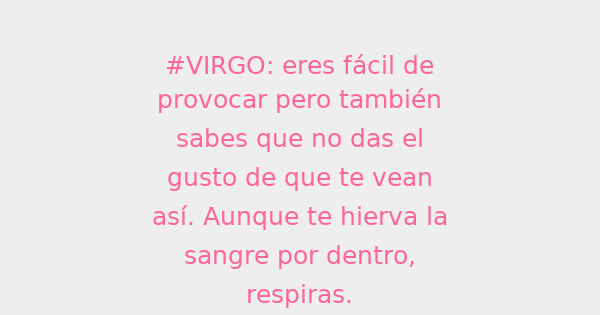 #VIRGO: eres fácil de
provocar pero también
sabes que no das el
gusto de que te vean
así. Aunque te hierva la
sangre por dentro,
respiras.